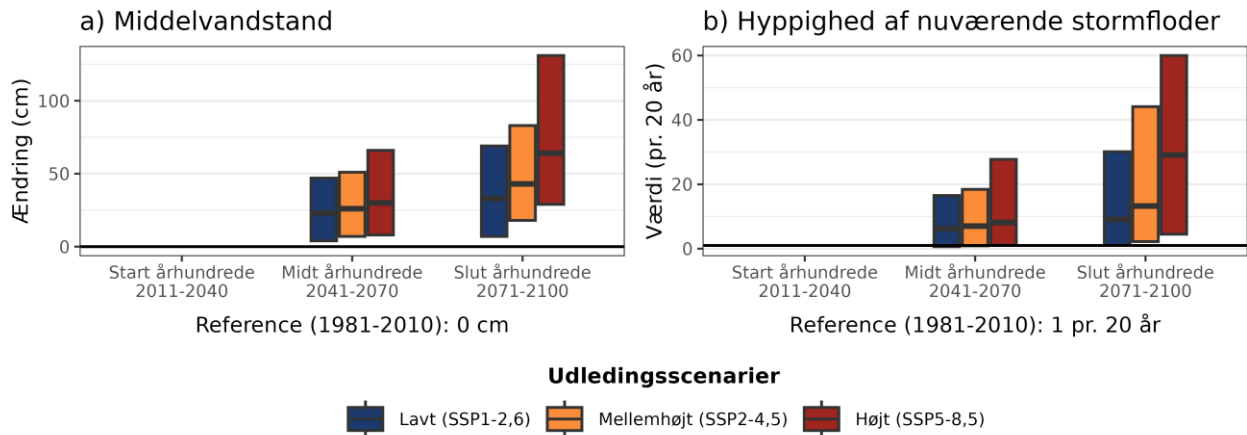 a) Middelvandstand
Ændring (cm)
100
50
0
Start århundrede
2011-2040
Midt århundrede
2041-2070
Slut århundrede
2071-2100
Reference (1981-2010): 0 cm
b) Hyppighed af nuværende stormfloder
Værdi (pr. 20 år)
60
40
20
0
Start århundrede
2011-2040
Midt århundrede
2041-2070
Slut århundrede
2071-2100
Reference (1981-2010): 1 pr. 20 år
Udledingsscenarier
Lavt (SSP1-2,6)
Mellemhøjt (SSP2-4,5)
Højt (SSP5-8,5)